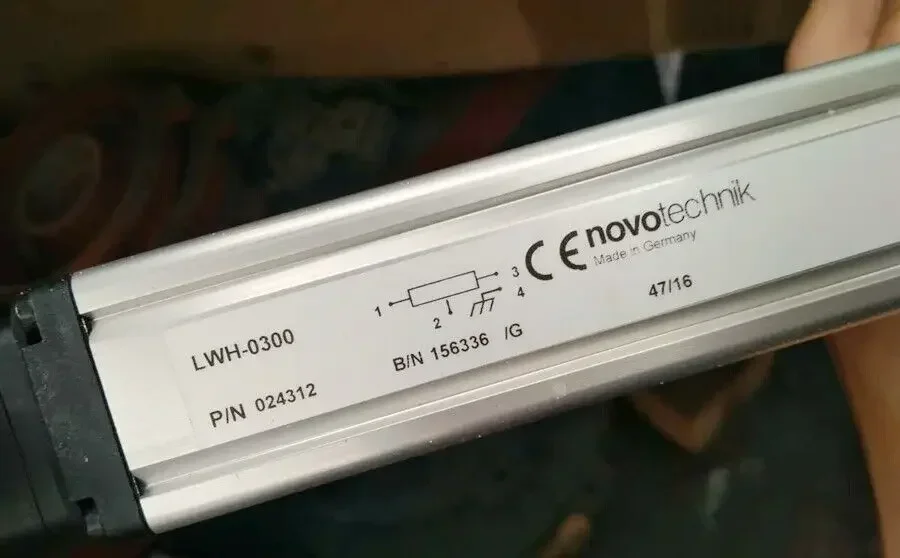 LWH-0300
P/N 024312
1
2
3
4
B/N 156336 /G
CE novotechnik
Made in Germany
47/16